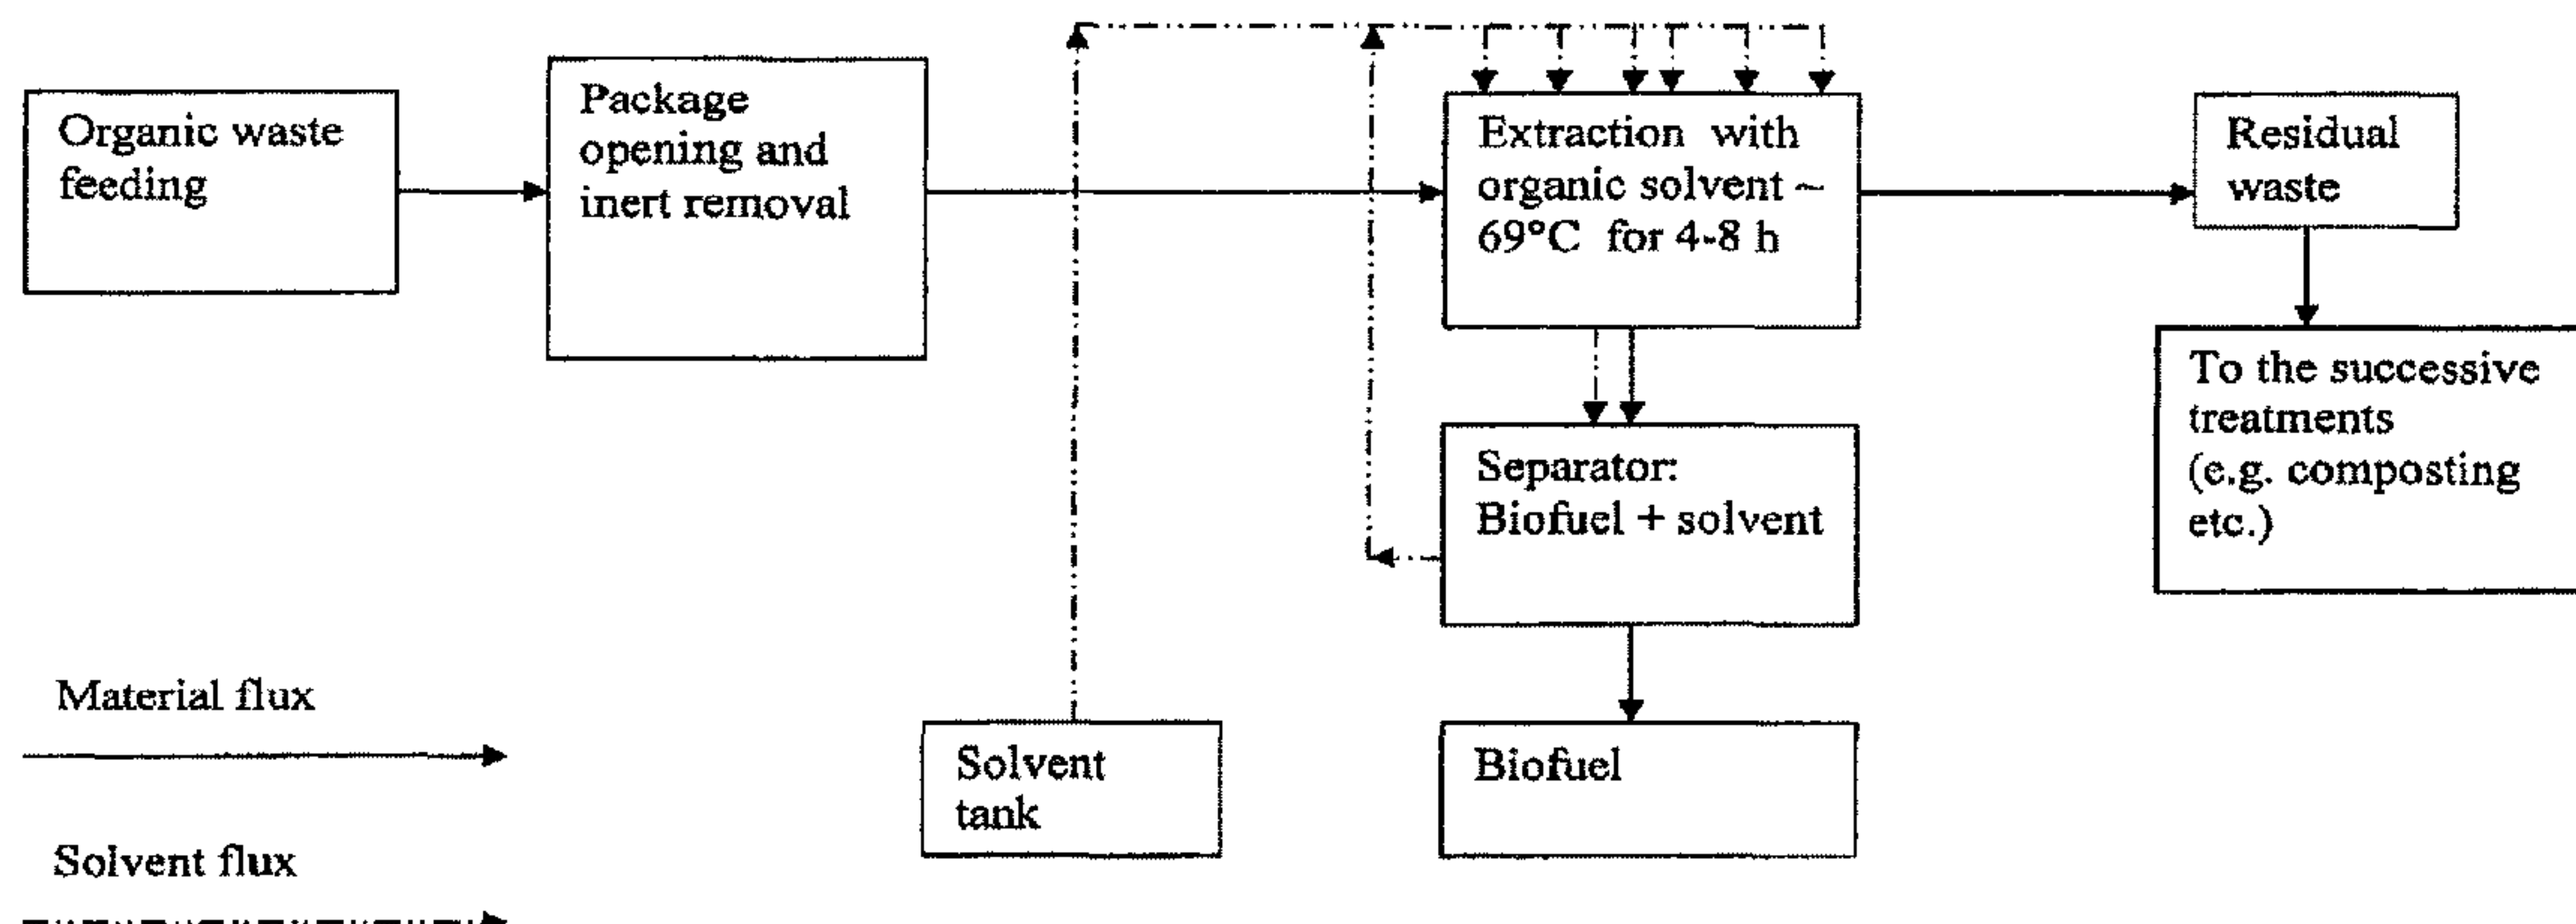 Organic waste
feeding
Package
opening and
inert removal
Extraction with
organic solvent ~
69°C for 4-8 h
Residual
waste
To the successive
treatments
(e.g. composting
etc.)
Separator:
Biofuel + solvent
Biofuel
Solvent
tank
Material flux
Solvent flux